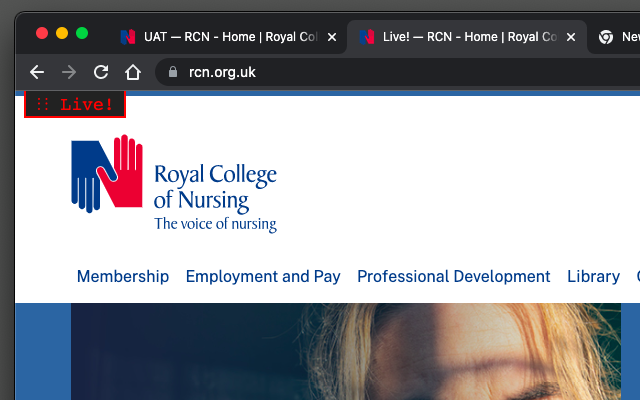 UAT — RCN - Home | Royal Col
Live! — RCN - Home | Royal Co
New
rcn.org.uk
Live!
Royal College
of Nursing
The voice of nursing
Membership Employment and Pay Professional Development Library